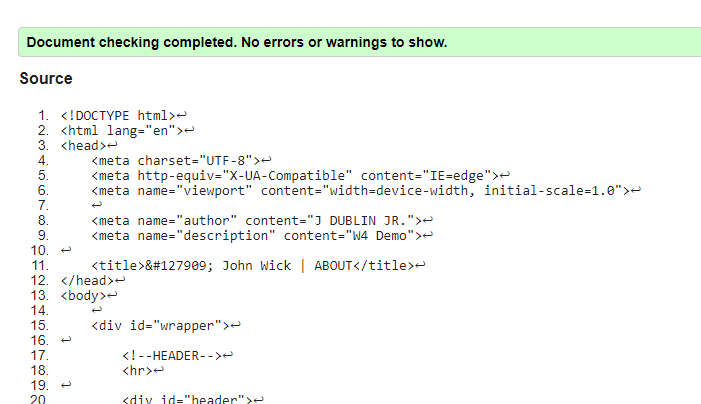 Document checking completed. No errors or warnings to show.
Source
1. <!DOCTYPE html>↩
2. <html lang="en">↩
3. <head>↩
4. <meta charset="UTF-8">↩
5. <meta http-equiv="X-UA-Compatible" content="IE=edge">↩
6. <meta name="viewport" content="width=device-width, initial-scale=1.0">↩
7. ↩
8. <meta name="author" content="J DUBLIN JR.">↩
9. <meta name="description" content="W4 Demo">↩
10. ↩
11. <title>&#127909; John Wick | ABOUT</title>↩
12. </head>↩
13. <body>↩
14. ↩
15. <div id="wrapper">↩
16. ↩
17. <!--HEADER-->↩
18. <hr>↩
19. ↩
20 <div id="header">↩